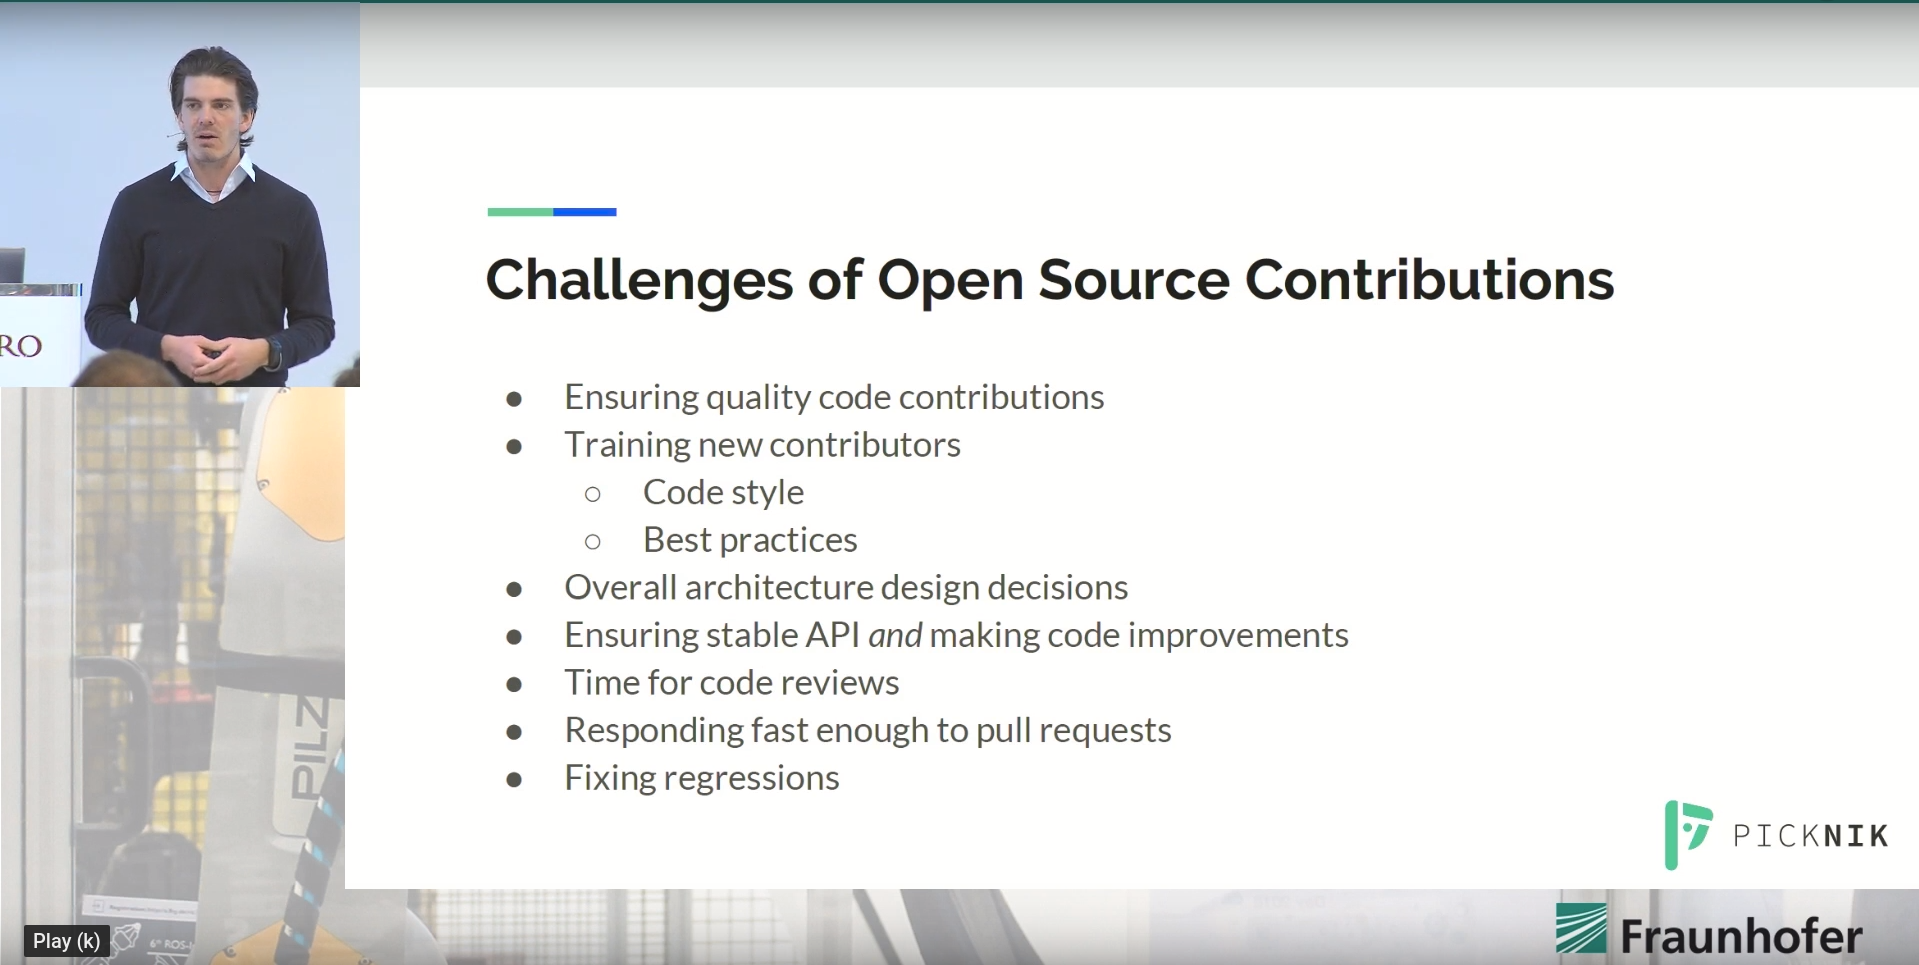 RO
Challenges of Open Source Contributions
● Ensuring quality code contributions
● Training new contributors
○ Code style
○ Best practices
● Overall architecture design decisions
● Ensuring stable API and making code improvements
● Time for code reviews
● Responding fast enough to pull requests
● Fixing regressions
PILZ
PICKNIK
Play (k)
6th ROS-I
Fraunhofer